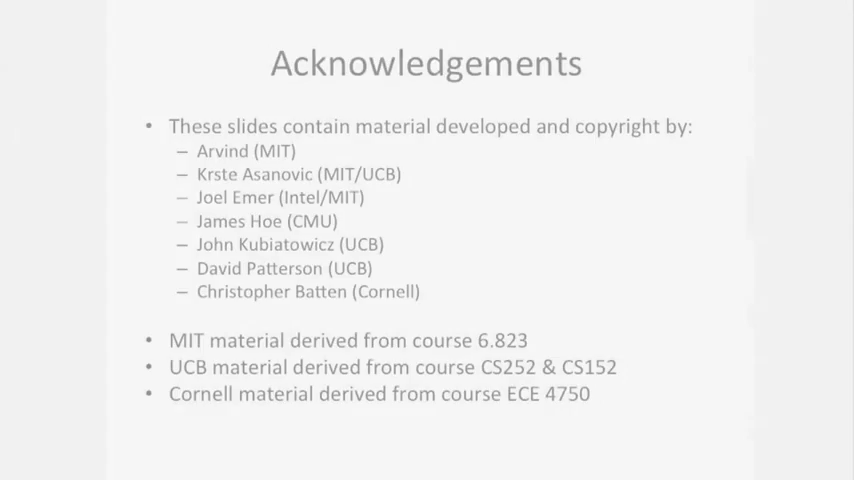 Acknowledgements
• These slides contain material developed and copyright by:
– Arvind (MIT)
– Krste Asanovic (MIT/UCB)
– Joel Emer (Intel/MIT)
– James Hoe (CMU)
– John Kubiatowicz (UCB)
– David Patterson (UCB)
– Christopher Batten (Cornell)
• MIT material derived from course 6.823
• UCB material derived from course CS252 & CS152
• Cornell material derived from course ECE 4750